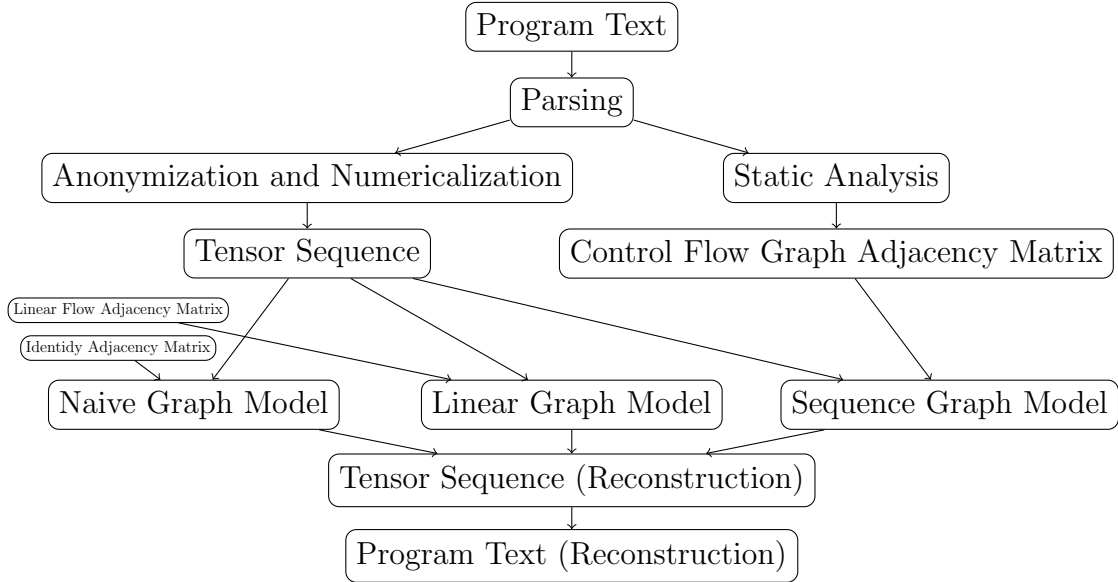 Program Text
Parsing
Anonymization and Numericalization
Static Analysis
Tensor Sequence
Control Flow Graph Adjacency Matrix
Linear Flow Adjacency Matrix
Identidy Adjacency Matrix
Naive Graph Model
Linear Graph Model
Sequence Graph Model
Tensor Sequence (Reconstruction)
Program Text (Reconstruction)